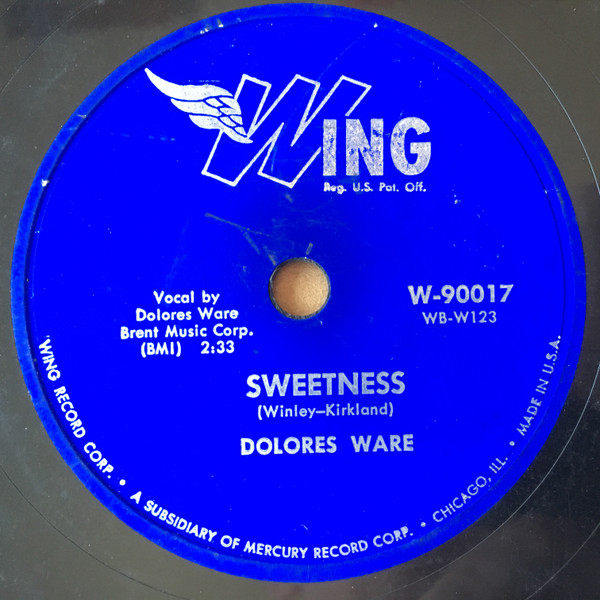 WING
Reg. U.S. Pat. Off.
Vocal by
Dolores Ware
Brent Music Corp.
(BMI) 2:33
W-90017
WB-W123
SWEETNESS
(Winley–Kirkland)
DOLORES WARE
WING RECORD CORP. • A SUBSIDIARY OF MERCURY RECORD CORP. • CHICAGO, ILL. • MADE IN U.S.A.